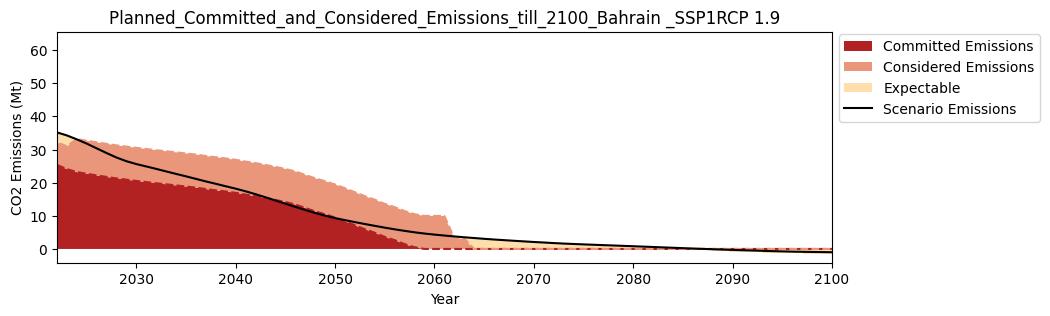 Planned_Committed_and_Considered_Emissions_till_2100_Bahrain _SSP1RCP 1.9
CO2 Emissions (Mt)
60
50
40
30
20
10
0
2030 2040 2050 2060 2070 2080 2090 2100
Year
Committed Emissions
Considered Emissions
Expectable
Scenario Emissions